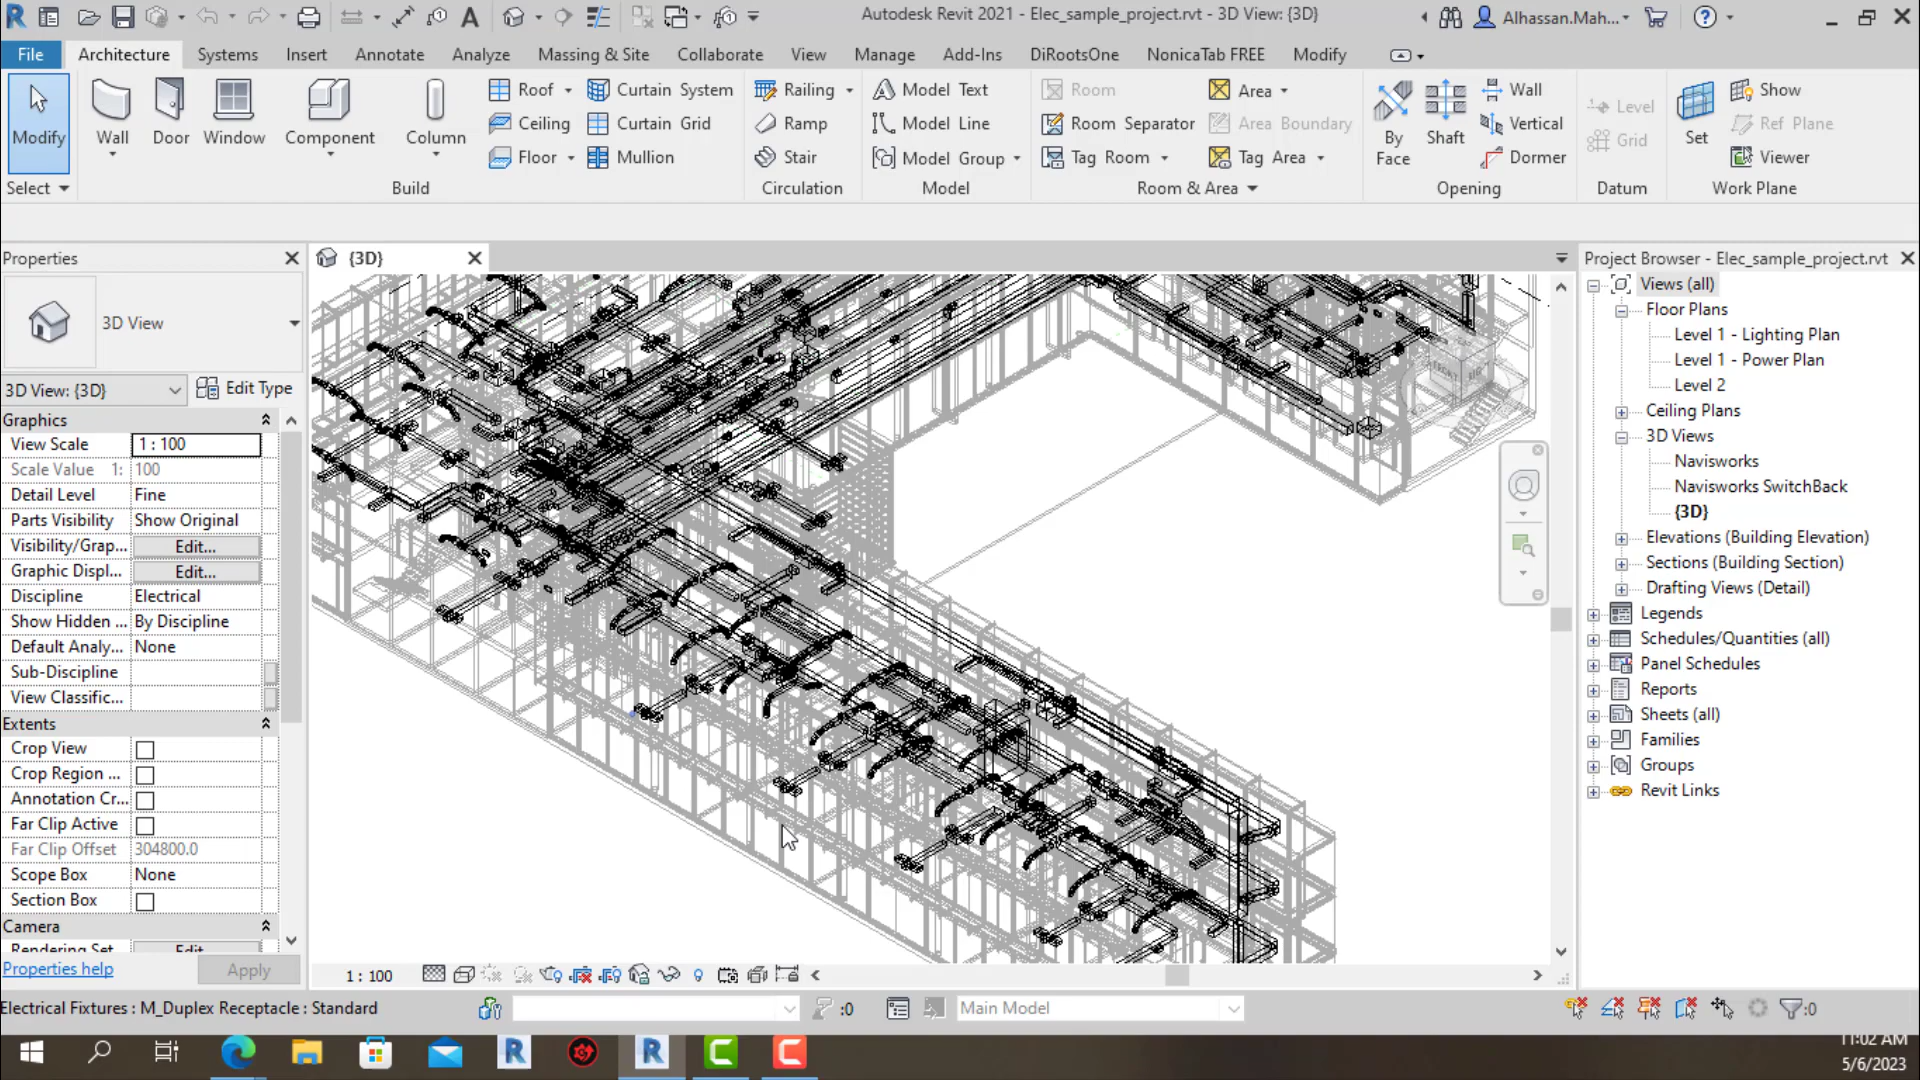 Autodesk Revit 2021 - Elec_sample_project.rvt - 3D View: {3D}
Alhassan.Mah...
File Architecture Systems Insert Annotate Analyze Massing & Site Collaborate View Manage Add-Ins DiRootsOne NonicaTab FREE Modify
Modify
Wall
Door
Window
Component
Column
Roof
Ceiling
Floor
Curtain System
Curtain Grid
Mullion
Railing
Ramp
Stair
Model Text
Model Line
Model Group
Room
Room Separator
Tag Room
Area
Area Boundary
Tag Area
By
Face
Shaft
Wall
Vertical
Dormer
Level
Grid
Set
Show
Ref Plane
Viewer
Select
Build
Circulation
Model
Room & Area
Opening
Datum
Work Plane
Properties
3D View
3D View: {3D}
Edit Type
Graphics
View Scale 1 : 100
Scale Value 1: 100
Detail Level Fine
Parts Visibility Show Original
Visibility/Grap... Edit...
Graphic Displ... Edit...
Discipline Electrical
Show Hidden ... By Discipline
Default Analy... None
Sub-Discipline
View Classific...
Extents
Crop View
Crop Region ...
Annotation Cr...
Far Clip Active
Far Clip Offset 304800.0
Scope Box None
Section Box
Camera
Rendering Set Edit
Properties help
Apply
{3D}
1 : 100
Project Browser - Elec_sample_project.rvt
Views (all)
Floor Plans
Level 1 - Lighting Plan
Level 1 - Power Plan
Level 2
Ceiling Plans
3D Views
Navisworks
Navisworks SwitchBack
{3D}
Elevations (Building Elevation)
Sections (Building Section)
Drafting Views (Detail)
Legends
Schedules/Quantities (all)
Panel Schedules
Reports
Sheets (all)
Families
Groups
Revit Links
Electrical Fixtures : M_Duplex Receptacle : Standard
:0
Main Model
:0
11:02 AM
5/6/2023